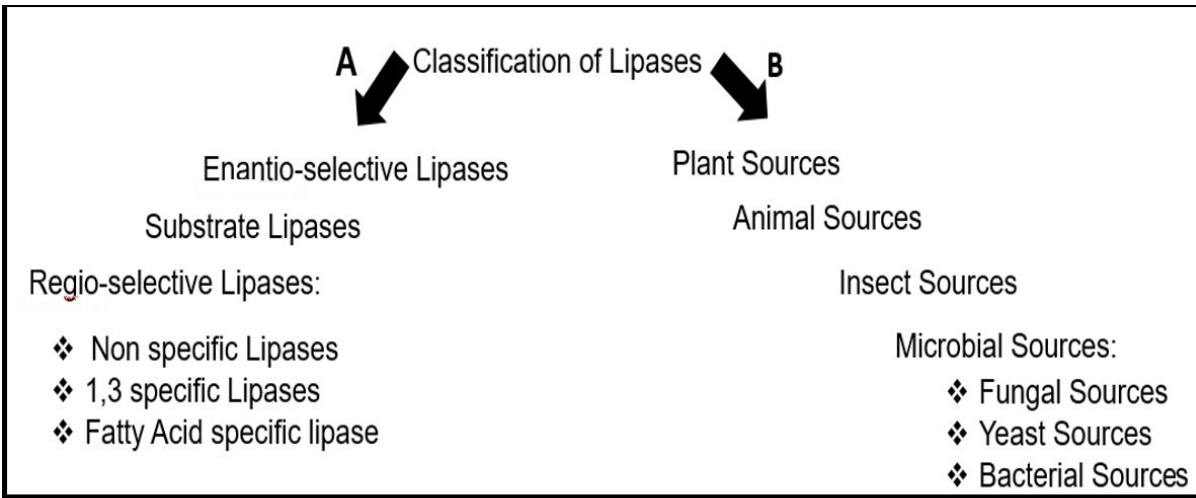 A Classification of Lipases B
Enantio-selective Lipases
Plant Sources
Substrate Lipases
Animal Sources
Regio-selective Lipases:
Insect Sources
❖ Non specific Lipases
❖ 1,3 specific Lipases
❖ Fatty Acid specific lipase
Microbial Sources:
❖ Fungal Sources
❖ Yeast Sources
❖ Bacterial Sources